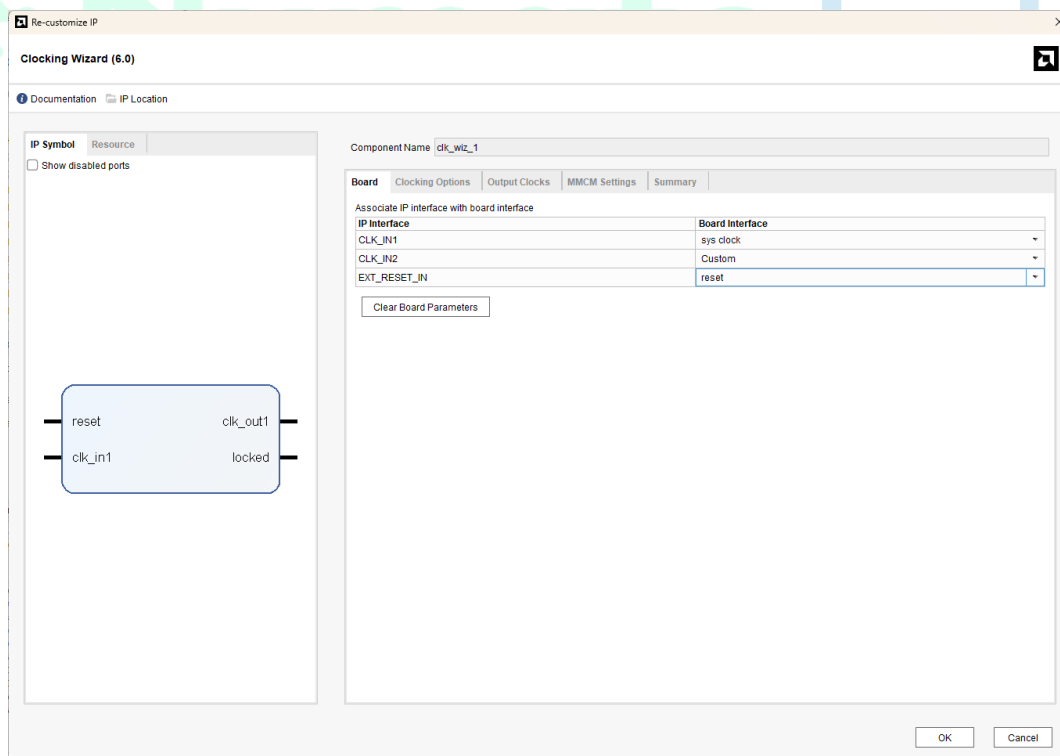 Re-customize IP
Clocking Wizard (6.0)
Documentation IP Location
IP Symbol Resource
Show disabled ports
reset clk_out1
clk_in1 locked
Component Name clk_wiz_1
Board Clocking Options Output Clocks MMCM Settings Summary
Associate IP interface with board interface
IP Interface Board Interface
CLK_IN1 sys clock
CLK_IN2 Custom
EXT_RESET_IN reset
Clear Board Parameters
OK Cancel